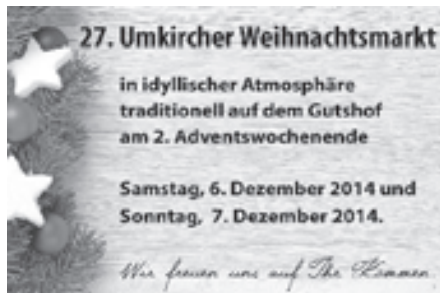 27. Umkircher Weihnachtsmarkt
in idyllischer Atmosphäre
traditionell auf dem Gutshof
am 2. Adventswochenende
Samstag, 6. Dezember 2014 und
Sonntag, 7. Dezember 2014.
Wir freuen uns auf Ihr Kommen.